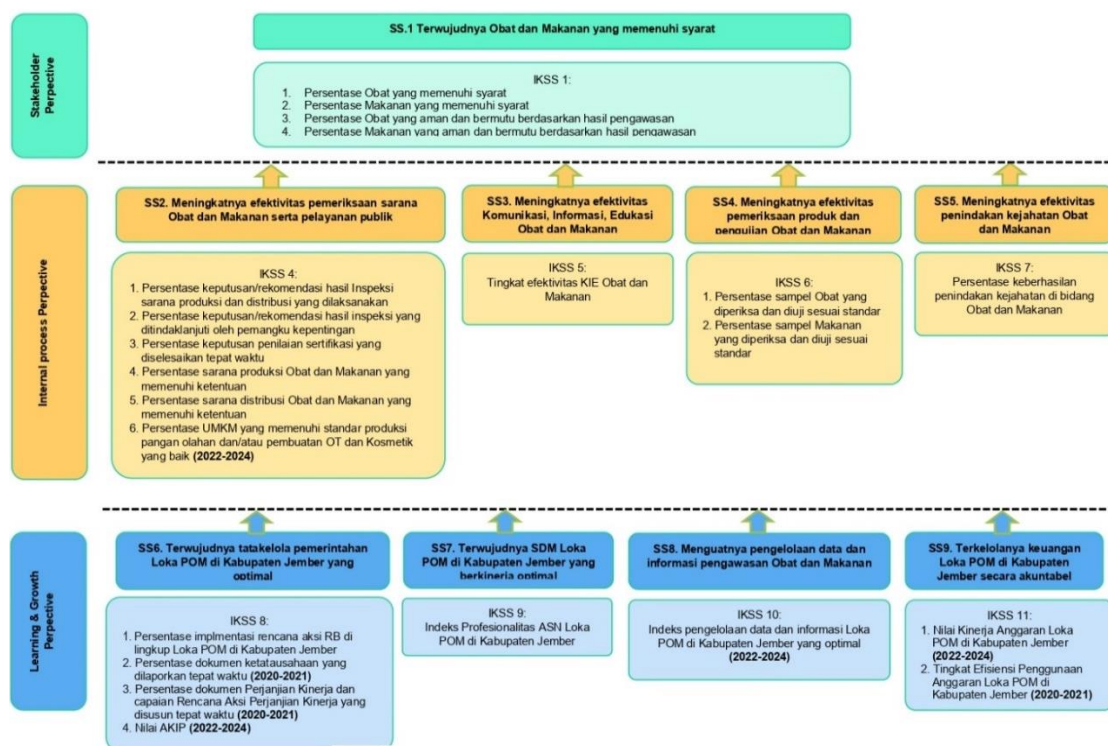 Stakeholder
Perpective
SS.1 Terwujudnya Obat dan Makanan yang memenuhi syarat
IKSS 1:
1. Persentase Obat yang memenuhi syarat
2. Persentase Makanan yang memenuhi syarat
3. Persentase Obat yang aman dan bermutu berdasarkan hasil pengawasan
4. Persentase Makanan yang aman dan bermutu berdasarkan hasil pengawasan
Internal process Perpective
SS2. Meningkatnya efektivitas pemeriksaan sarana
Obat dan Makanan serta pelayanan publik
IKSS 4:
1. Persentase keputusan/rekomendasi hasil Inspeksi
sarana produksi dan distribusi yang dilaksanakan
2. Persentase keputusan/rekomendasi hasil inspeksi yang
ditindaklanjuti oleh pemangku kepentingan
3. Persentase keputusan penilaian sertifikasi yang
diselesaikan tepat waktu
4. Persentase sarana produksi Obat dan Makanan yang
memenuhi ketentuan
5. Persentase sarana distribusi Obat dan Makanan yang
memenuhi ketentuan
6. Persentase UMKM yang memenuhi standar produksi
pangan olahan dan/atau pembuatan OT dan Kosmetik
yang baik (2022-2024)
SS3. Meningkatnya efektivitas
Komunikasi, Informasi, Edukasi
Obat dan Makanan
IKSS 5:
Tingkat efektivitas KIE Obat dan
Makanan
SS4. Meningkatnya efektivitas
pemeriksaan produk dan
pengujian Obat dan Makanan
IKSS 6:
1. Persentase sampel Obat yang
diperiksa dan diuji sesuai standar
2. Persentase sampel Makanan
yang diperiksa dan diuji sesuai
standar
SS5. Meningkatnya efektivitas
penindakan kejahatan Obat
dan Makanan
IKSS 7:
Persentase keberhasilan
penindakan kejahatan di bidang
Obat dan Makanan
Learning & Growth
Perpective
SS6. Terwujudnya tatakelola pemerintahan
Loka POM di Kabupaten Jember yang
optimal
IKSS 8:
1. Persentase implmentasi rencana aksi RB di
lingkup Loka POM di Kabupaten Jember
2. Persentase dokumen ketatausahaan yang
dilaporkan tepat waktu (2020-2021)
3. Persentase dokumen Perjanjian Kinerja dan
capaian Rencana Aksi Perjanjian Kinerja yang
disusun tepat waktu (2020-2021)
4. Nilai AKIP (2022-2024)
SS7. Terwujudnya SDM Loka
POM di Kabupaten Jember yang
berkinerja optimal
IKSS 9:
Indeks Profesionalitas ASN Loka
POM di Kabupaten Jember
SS8. Menguatnya pengelolaan data dan
informasi pengawasan Obat dan Makanan
IKSS 10:
Indeks pengelolaan data dan informasi Loka
POM di Kabupaten Jember yang optimal
(2022-2024)
SS9. Terkelolanya keuangan
Loka POM di Kabupaten
Jember secara akuntabel
IKSS 11:
1. Nilai Kinerja Anggaran Loka
POM di Kabupaten Jember
(2022-2024)
2. Tingkat Efisiensi Penggunaan
Anggaran Loka POM di
Kabupaten Jember (2020-2021)